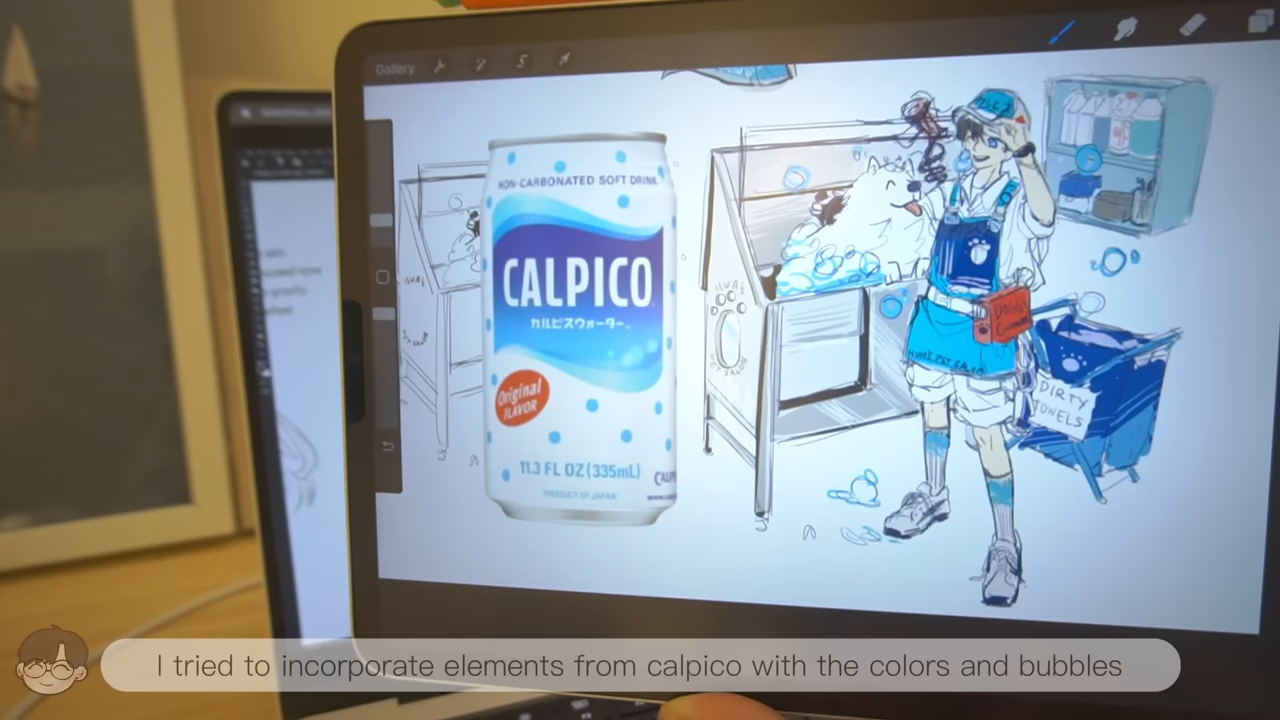 Gallery
NON-CARBONATED SOFT DRINK
CALPICO
カルピスウォーター
Original
FLAVOR
11.3 FL OZ (335mL)
PRODUCT OF JAPAN
DIRTY
TOWELS
I tried to incorporate elements from calpico with the colors and bubbles